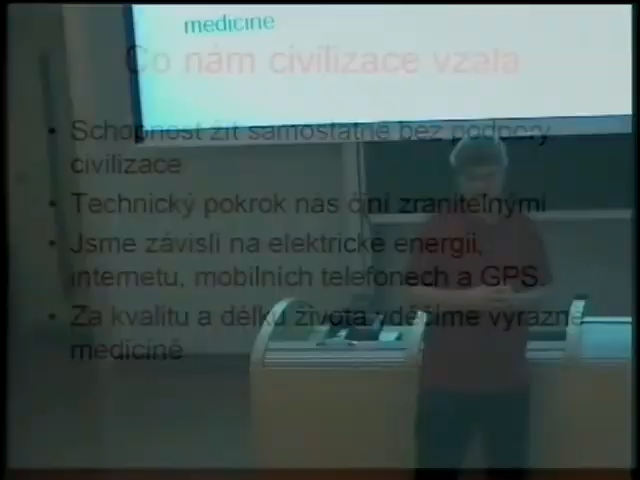 medicíně
Co nám civilizace vzala
• Schopnost žít samostatně bez podpory
civilizace
• Technický pokrok nás činí zranitelnými
• Jsme závislí na elektrické energii,
internetu, mobilních telefonech a GPS.
• Za kvalitu a délku života vděčíme výrazně
medicíně